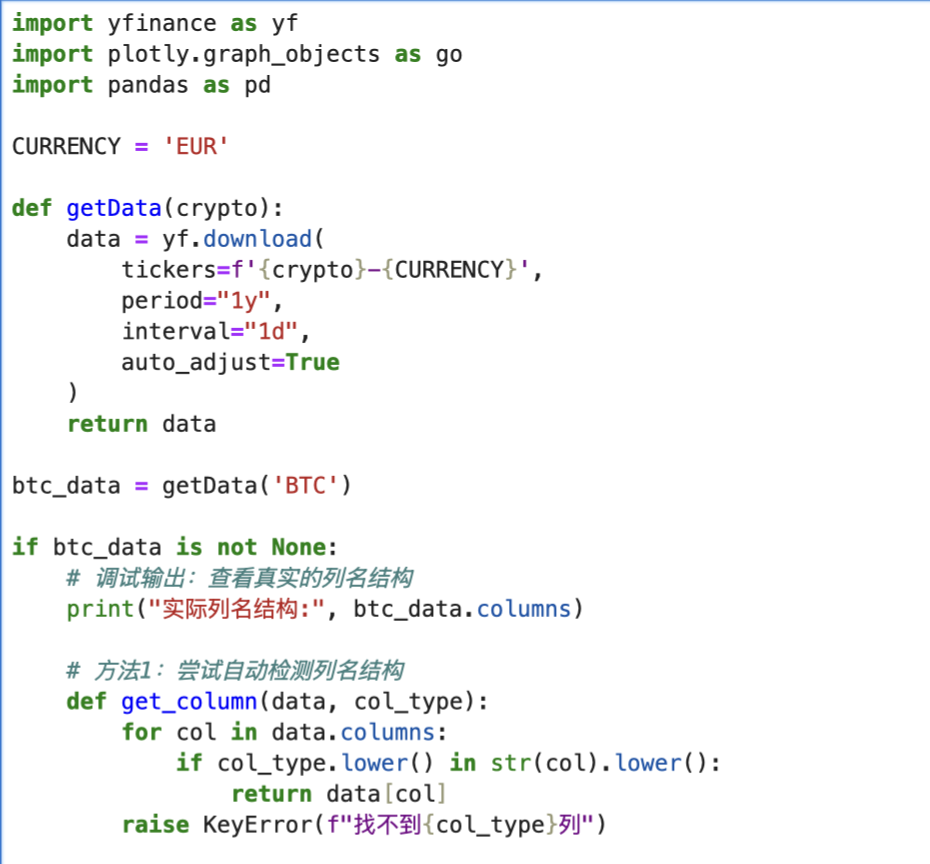 import yfinance as yf
import plotly.graph_objects as go
import pandas as pd

CURRENCY = 'EUR'

def getData(crypto):
    data = yf.download(
        tickers=f'{crypto}-{CURRENCY}',
        period="1y",
        interval="1d",
        auto_adjust=True
    )
    return data

btc_data = getData('BTC')

if btc_data is not None:
    # 调试输出：查看真实的列名结构
    print("实际列名结构:", btc_data.columns)

    # 方法1：尝试自动检测列名结构
    def get_column(data, col_type):
        for col in data.columns:
            if col_type.lower() in str(col).lower():
                return data[col]
        raise KeyError(f"找不到{col_type}列")